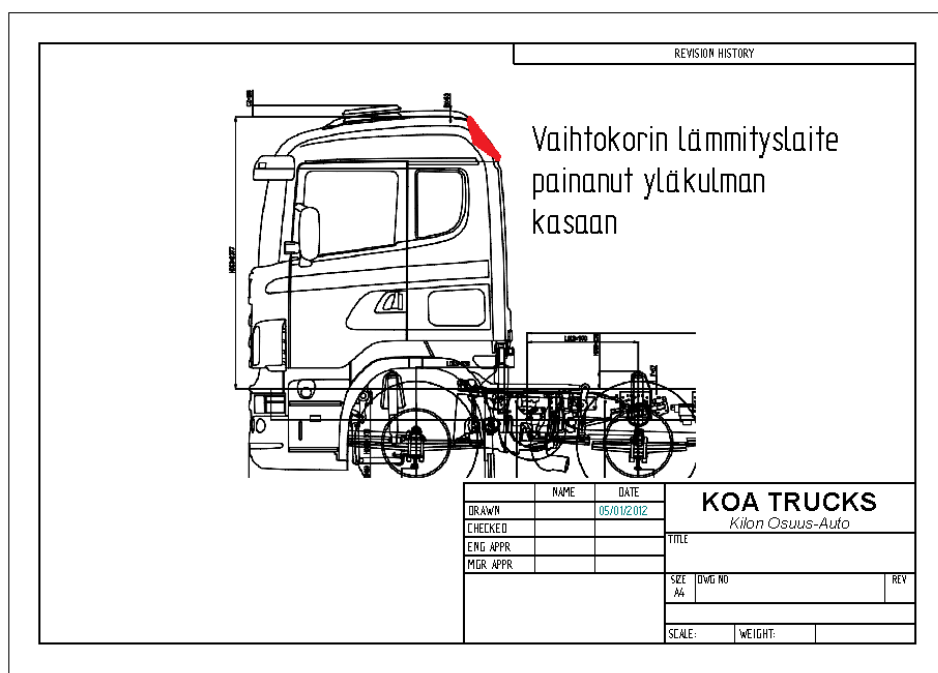 REVISION HISTORY
Vaihtokorin lämmityslaite
painanut yläkulman
kasaan
NAME DATE
DRAWN 05/01/2012
CHECKED
ENG APPR
MGR APPR
KOA TRUCKS
Kilon Osuus-Auto
TITLE
SIZE DWG NO REV
A4
SCALE: WEIGHT: